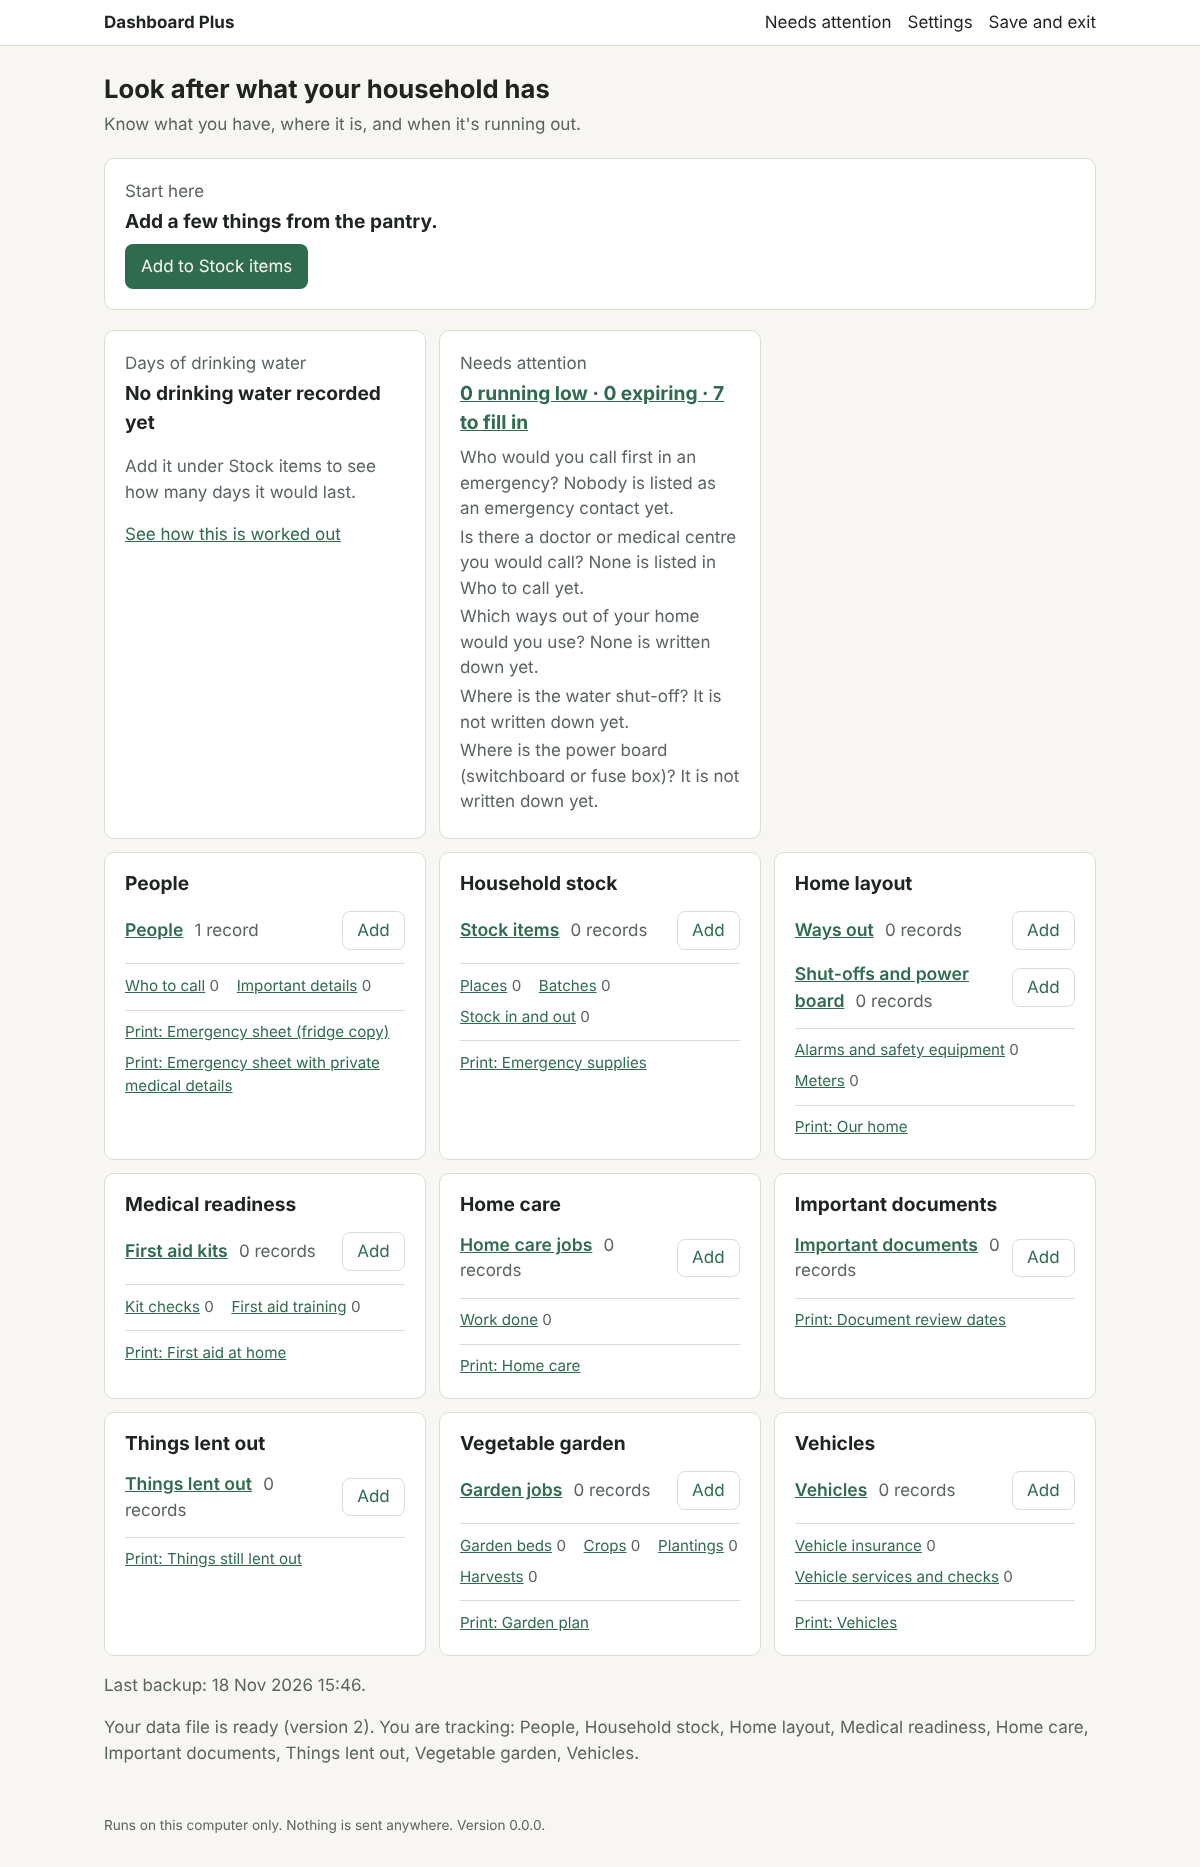 Dashboard Plus
Needs attention Settings Save and exit
Look after what your household has
Know what you have, where it is, and when it's running out.
Start here
Add a few things from the pantry.
Add to Stock items
Days of drinking water
No drinking water recorded
yet
Add it under Stock items to see
how many days it would last.
See how this is worked out
Needs attention
0 running low · 0 expiring · 7
to fill in
Who would you call first in an
emergency? Nobody is listed as
an emergency contact yet.
Is there a doctor or medical centre
you would call? None is listed in
Who to call yet.
Which ways out of your home
would you use? None is written
down yet.
Where is the water shut-off? It is
not written down yet.
Where is the power board
(switchboard or fuse box)? It is not
written down yet.
People
People 1 record Add
Who to call 0 Important details 0
Print: Emergency sheet (fridge copy)
Print: Emergency sheet with private
medical details
Household stock
Stock items 0 records Add
Places 0 Batches 0
Stock in and out 0
Print: Emergency supplies
Home layout
Ways out 0 records Add
Shut-offs and power
board 0 records Add
Alarms and safety equipment 0
Meters 0
Print: Our home
Medical readiness
First aid kits 0 records Add
Kit checks 0 First aid training 0
Print: First aid at home
Home care
Home care jobs 0
records Add
Work done 0
Print: Home care
Important documents
Important documents 0
records Add
Print: Document review dates
Things lent out
Things lent out 0
records Add
Print: Things still lent out
Vegetable garden
Garden jobs 0 records Add
Garden beds 0 Crops 0 Plantings 0
Harvests 0
Print: Garden plan
Vehicles
Vehicles 0 records Add
Vehicle insurance 0
Vehicle services and checks 0
Print: Vehicles
Last backup: 18 Nov 2026 15:46.
Your data file is ready (version 2). You are tracking: People, Household stock, Home layout, Medical readiness, Home care,
Important documents, Things lent out, Vegetable garden, Vehicles.
Runs on this computer only. Nothing is sent anywhere. Version 0.0.0.